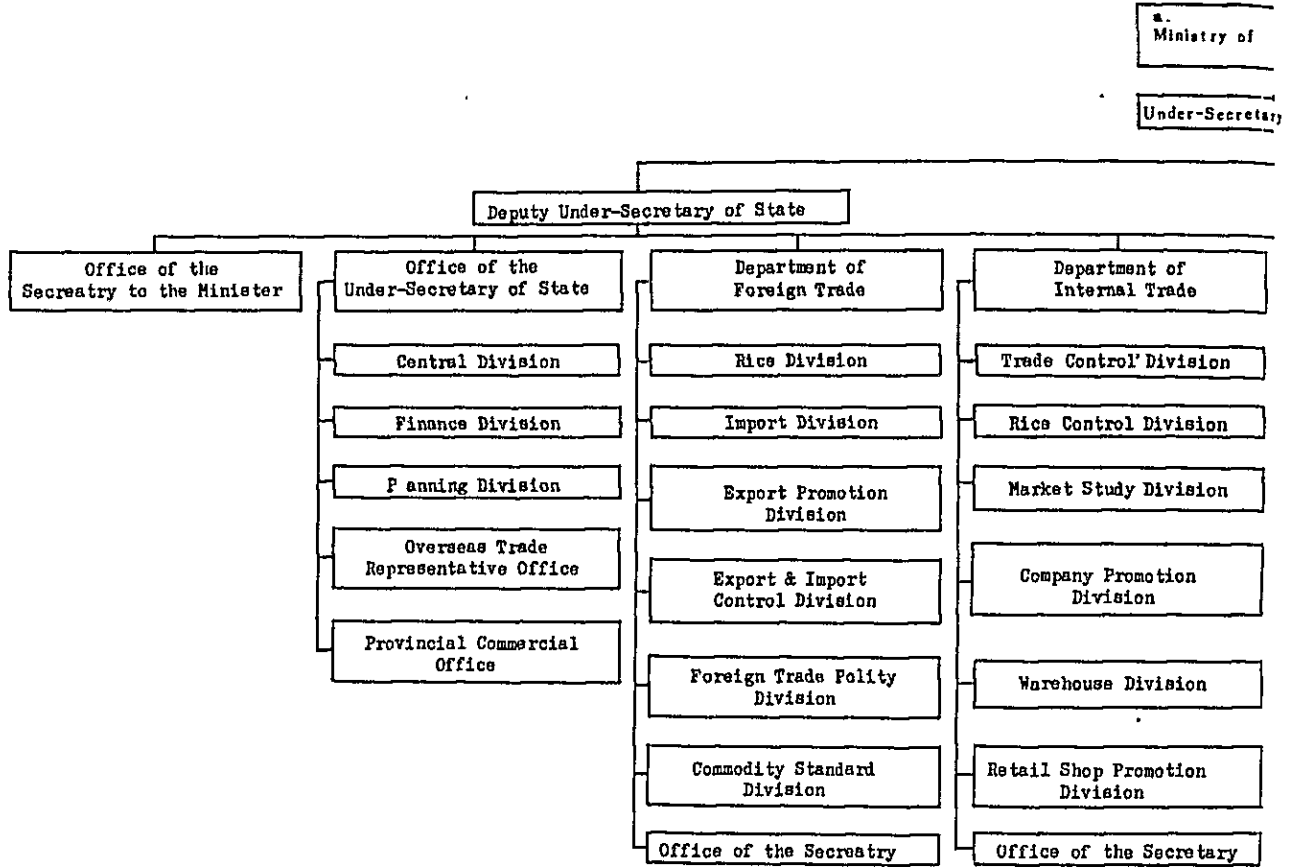 a.
Ministry of
Under-Secretary
Deputy Under-Secretary of State
Office of the
Secreatry to the Minister
Office of the
Under-Secretary of State
Central Division
Finance Division
P anning Division
Overseas Trade
Representative Office
Provincial Commercial
Office
Department of
Foreign Trade
Rice Division
Import Division
Export Promotion
Division
Export & Import
Control Division
Foreign Trade Polity
Division
Commodity Standard
Division
Office of the Secreatry
Department of
Internal Trade
Trade Control' Division
Rice Control Division
Market Study Division
Company Promotion
Division
Warehouse Division
Retail Shop Promotion
Division
Office of the Secretary